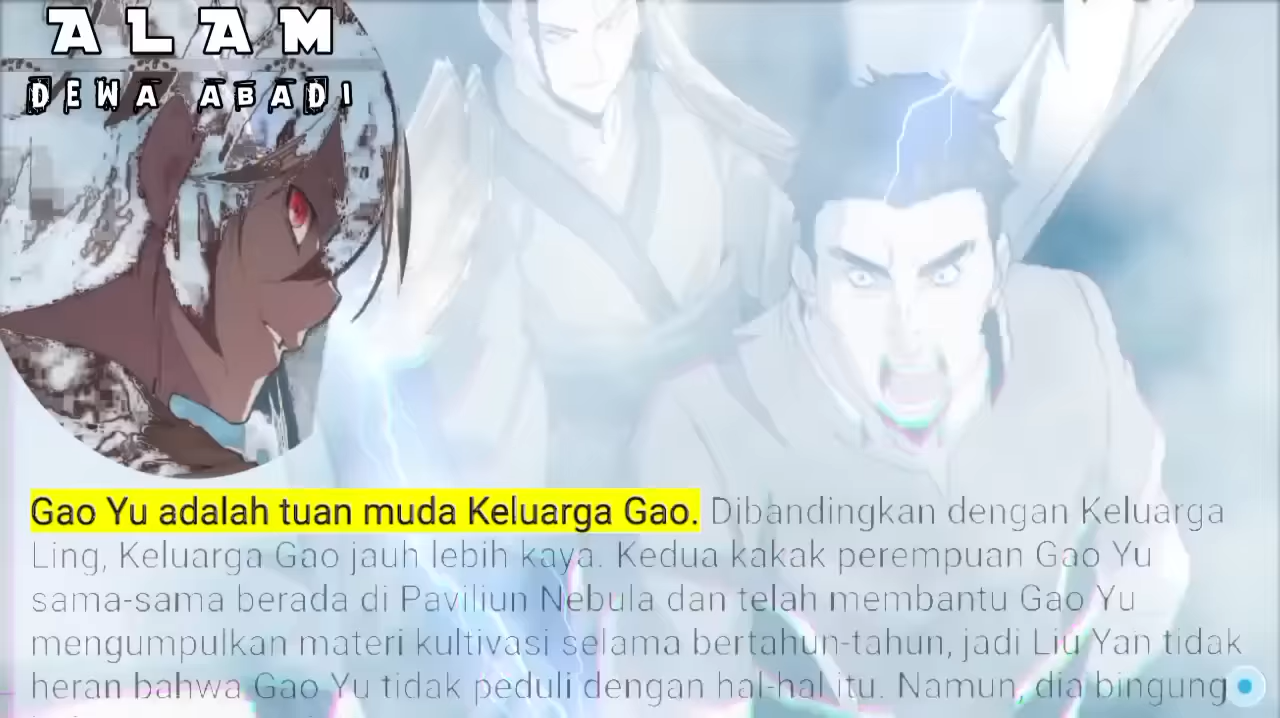 ALAM
DEWA ABADI
Gao Yu adalah tuan muda Keluarga Gao. Dibandingkan dengan Keluarga
Ling, Keluarga Gao jauh lebih kaya. Kedua kakak perempuan Gao Yu
sama-sama berada di Paviliun Nebula dan telah membantu Gao Yu
mengumpulkan materi kultivasi selama bertahun-tahun, jadi Liu Yan tidak
heran bahwa Gao Yu tidak peduli dengan hal-hal itu. Namun, dia bingung